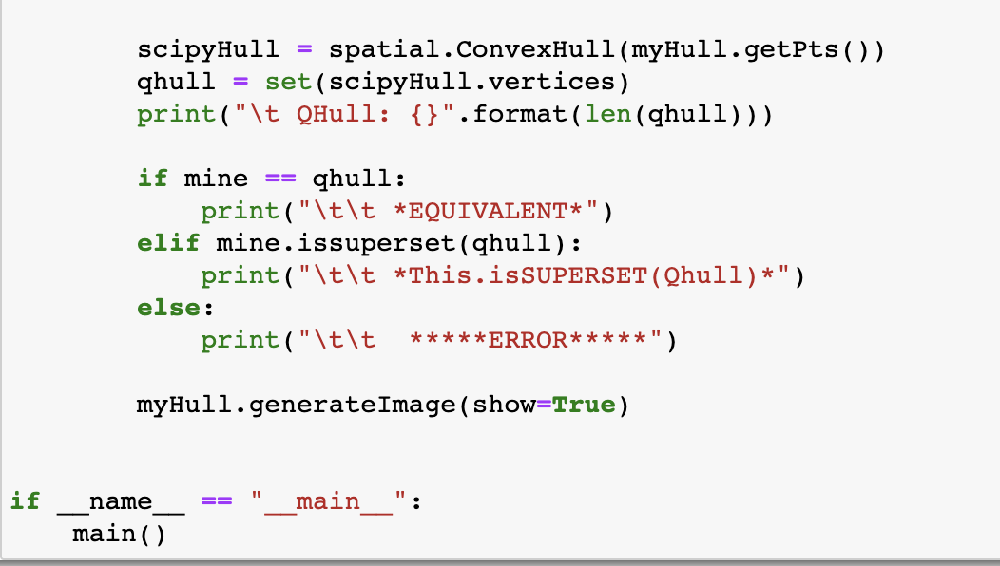 scipyHull = spatial.ConvexHull(myHull.getPts())
qhull = set(scipyHull.vertices)
print("\t QHull: {}".format(len(qhull)))
if mine == qhull:
print("\t\t *EQUIVALENT*")
elif mine.issuperset(qhull):
print("\t\t *This.isSUPERSET(Qhull)*")
else:
print("\t\t  *****ERROR*****")
myHull.generateImage(show=True)
if __name__ == "__main__":
main()